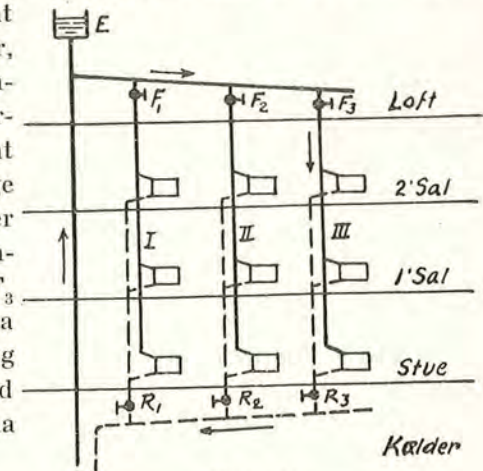 E
F₁ F₂ F₃ Loft
2'Sal
I II III
1'Sal
Stue
R₁ R₂ R₃
Kælder